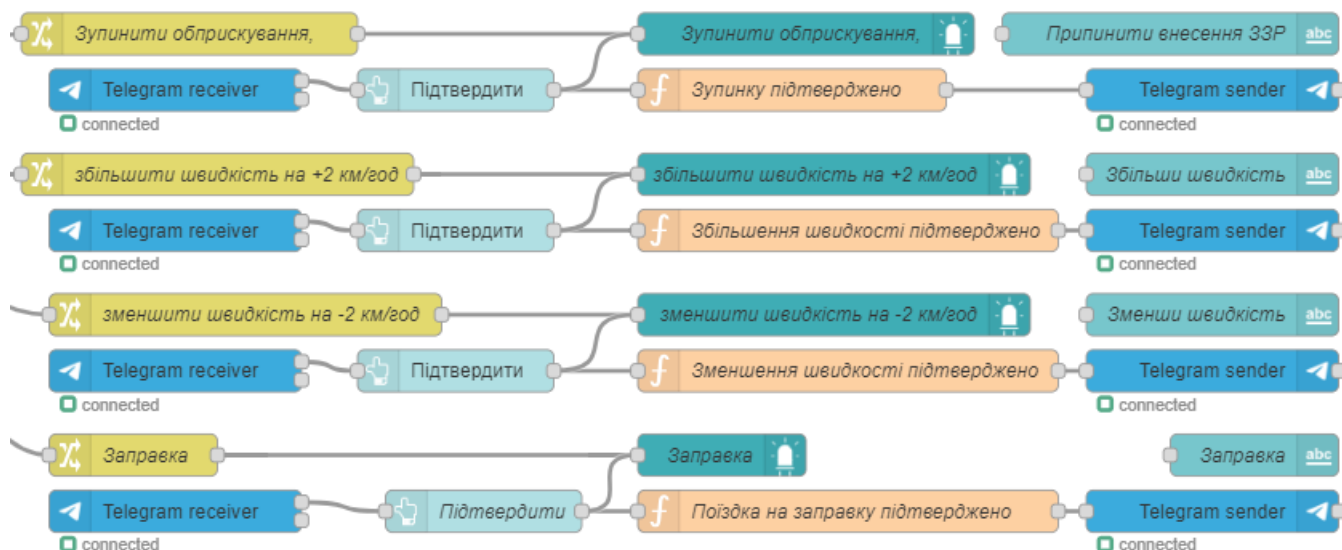 Зупинити обприскування, Зупинити обприскування, Припинити внесення ЗЗР abc
Telegram receiver Підтвердити Зупинку підтверджено Telegram sender
connected connected
збільшити швидкість на +2 км/год збільшити швидкість на +2 км/год Збільши швидкість abc
Telegram receiver Підтвердити Збільшення швидкості підтверджено Telegram sender
connected connected
зменшити швидкість на -2 км/год зменшити швидкість на -2 км/год Зменши швидкість abc
Telegram receiver Підтвердити Зменшення швидкості підтверджено Telegram sender
connected connected
Заправка Заправка Заправка abc
Telegram receiver Підтвердити Поїздка на заправку підтверджено Telegram sender
connected connected